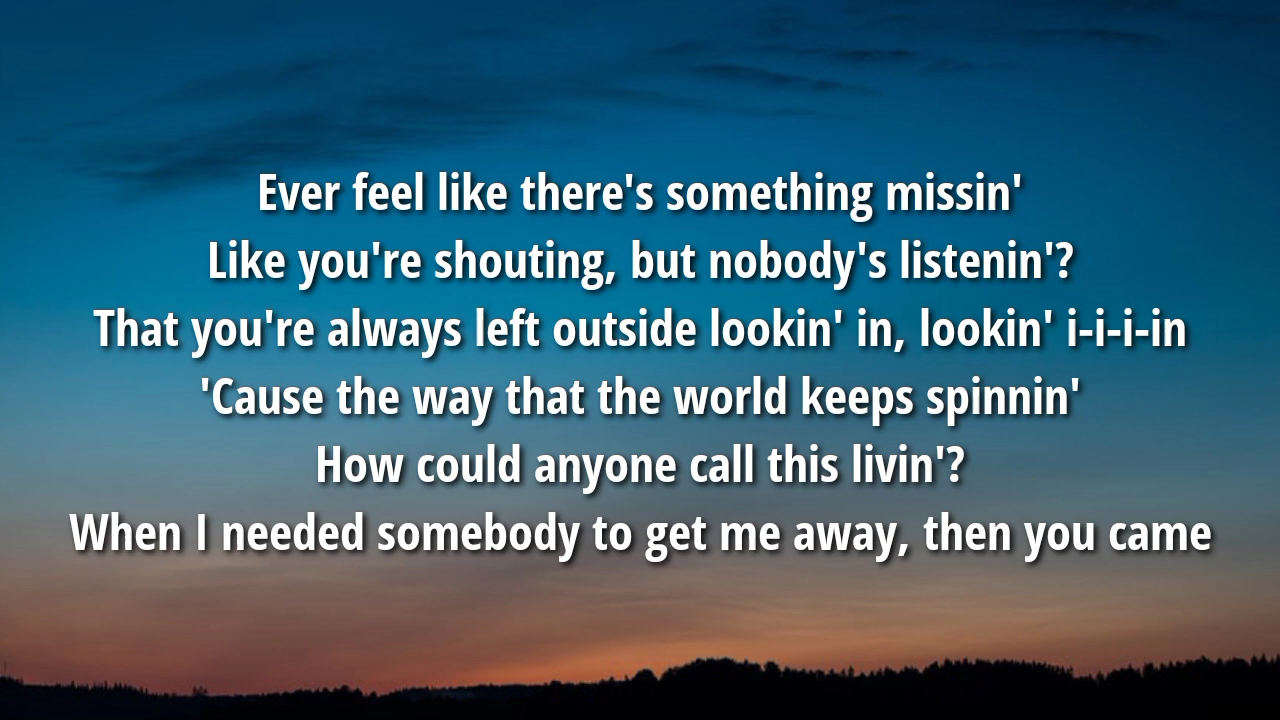 Ever feel like there's something missin'
Like you're shouting, but nobody's listenin'?
That you're always left outside lookin' in, lookin' i-i-i-in
'Cause the way that the world keeps spinnin'
How could anyone call this livin'?
When I needed somebody to get me away, then you came